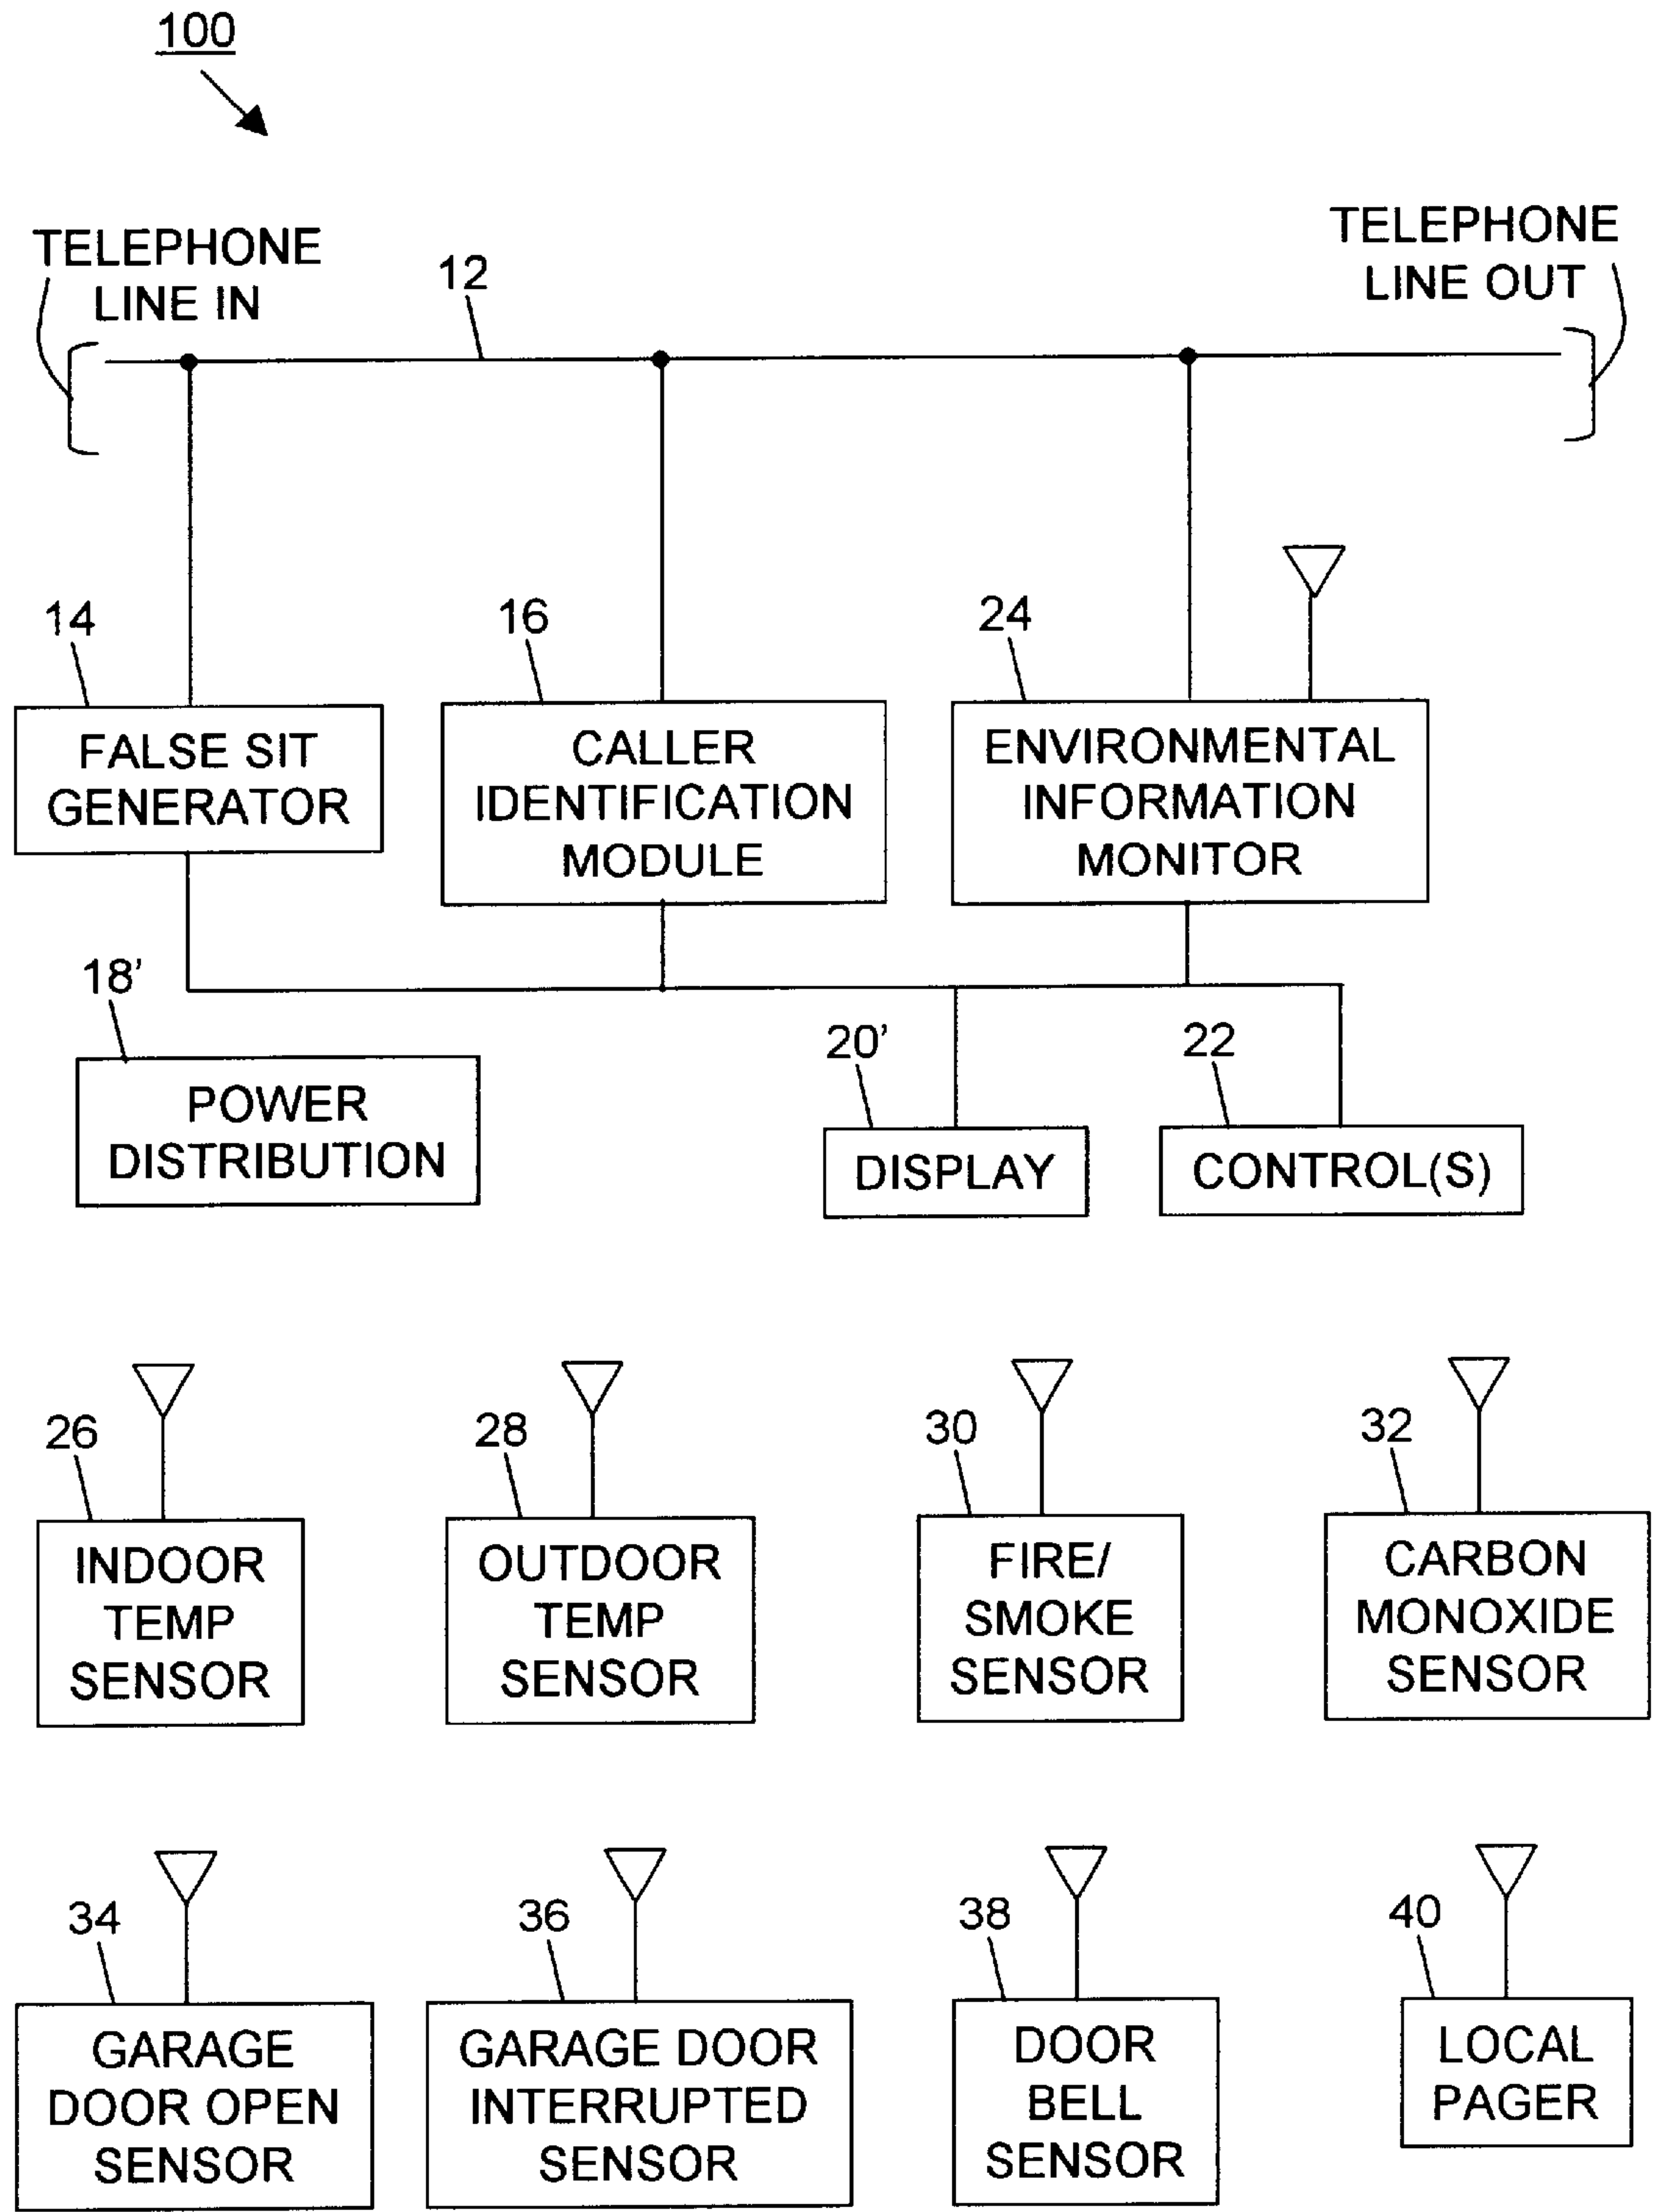 100
TELEPHONE
LINE IN
12
TELEPHONE
LINE OUT
14
FALSE SIT
GENERATOR
16
CALLER
IDENTIFICATION
MODULE
24
ENVIRONMENTAL
INFORMATION
MONITOR
18'
POWER
DISTRIBUTION
20'
DISPLAY
22
CONTROL(S)
26
INDOOR
TEMP
SENSOR
28
OUTDOOR
TEMP
SENSOR
30
FIRE/
SMOKE
SENSOR
32
CARBON
MONOXIDE
SENSOR
34
GARAGE
DOOR OPEN
SENSOR
36
GARAGE DOOR
INTERRUPTED
SENSOR
38
DOOR
BELL
SENSOR
40
LOCAL
PAGER